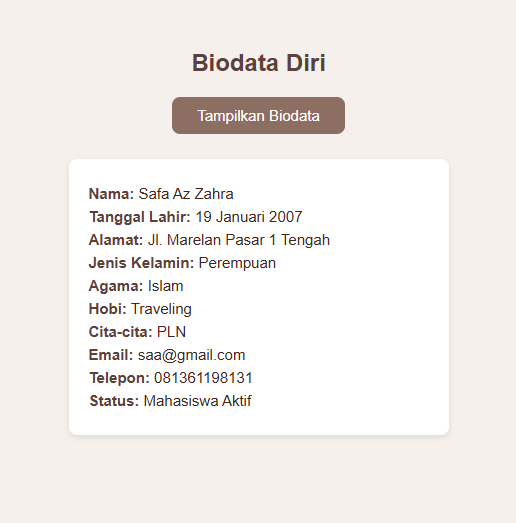 Biodata Diri
Tampilkan Biodata
Nama: Safa Az Zahra
Tanggal Lahir: 19 Januari 2007
Alamat: Jl. Marelan Pasar 1 Tengah
Jenis Kelamin: Perempuan
Agama: Islam
Hobi: Traveling
Cita-cita: PLN
Email: saa@gmail.com
Telepon: 081361198131
Status: Mahasiswa Aktif